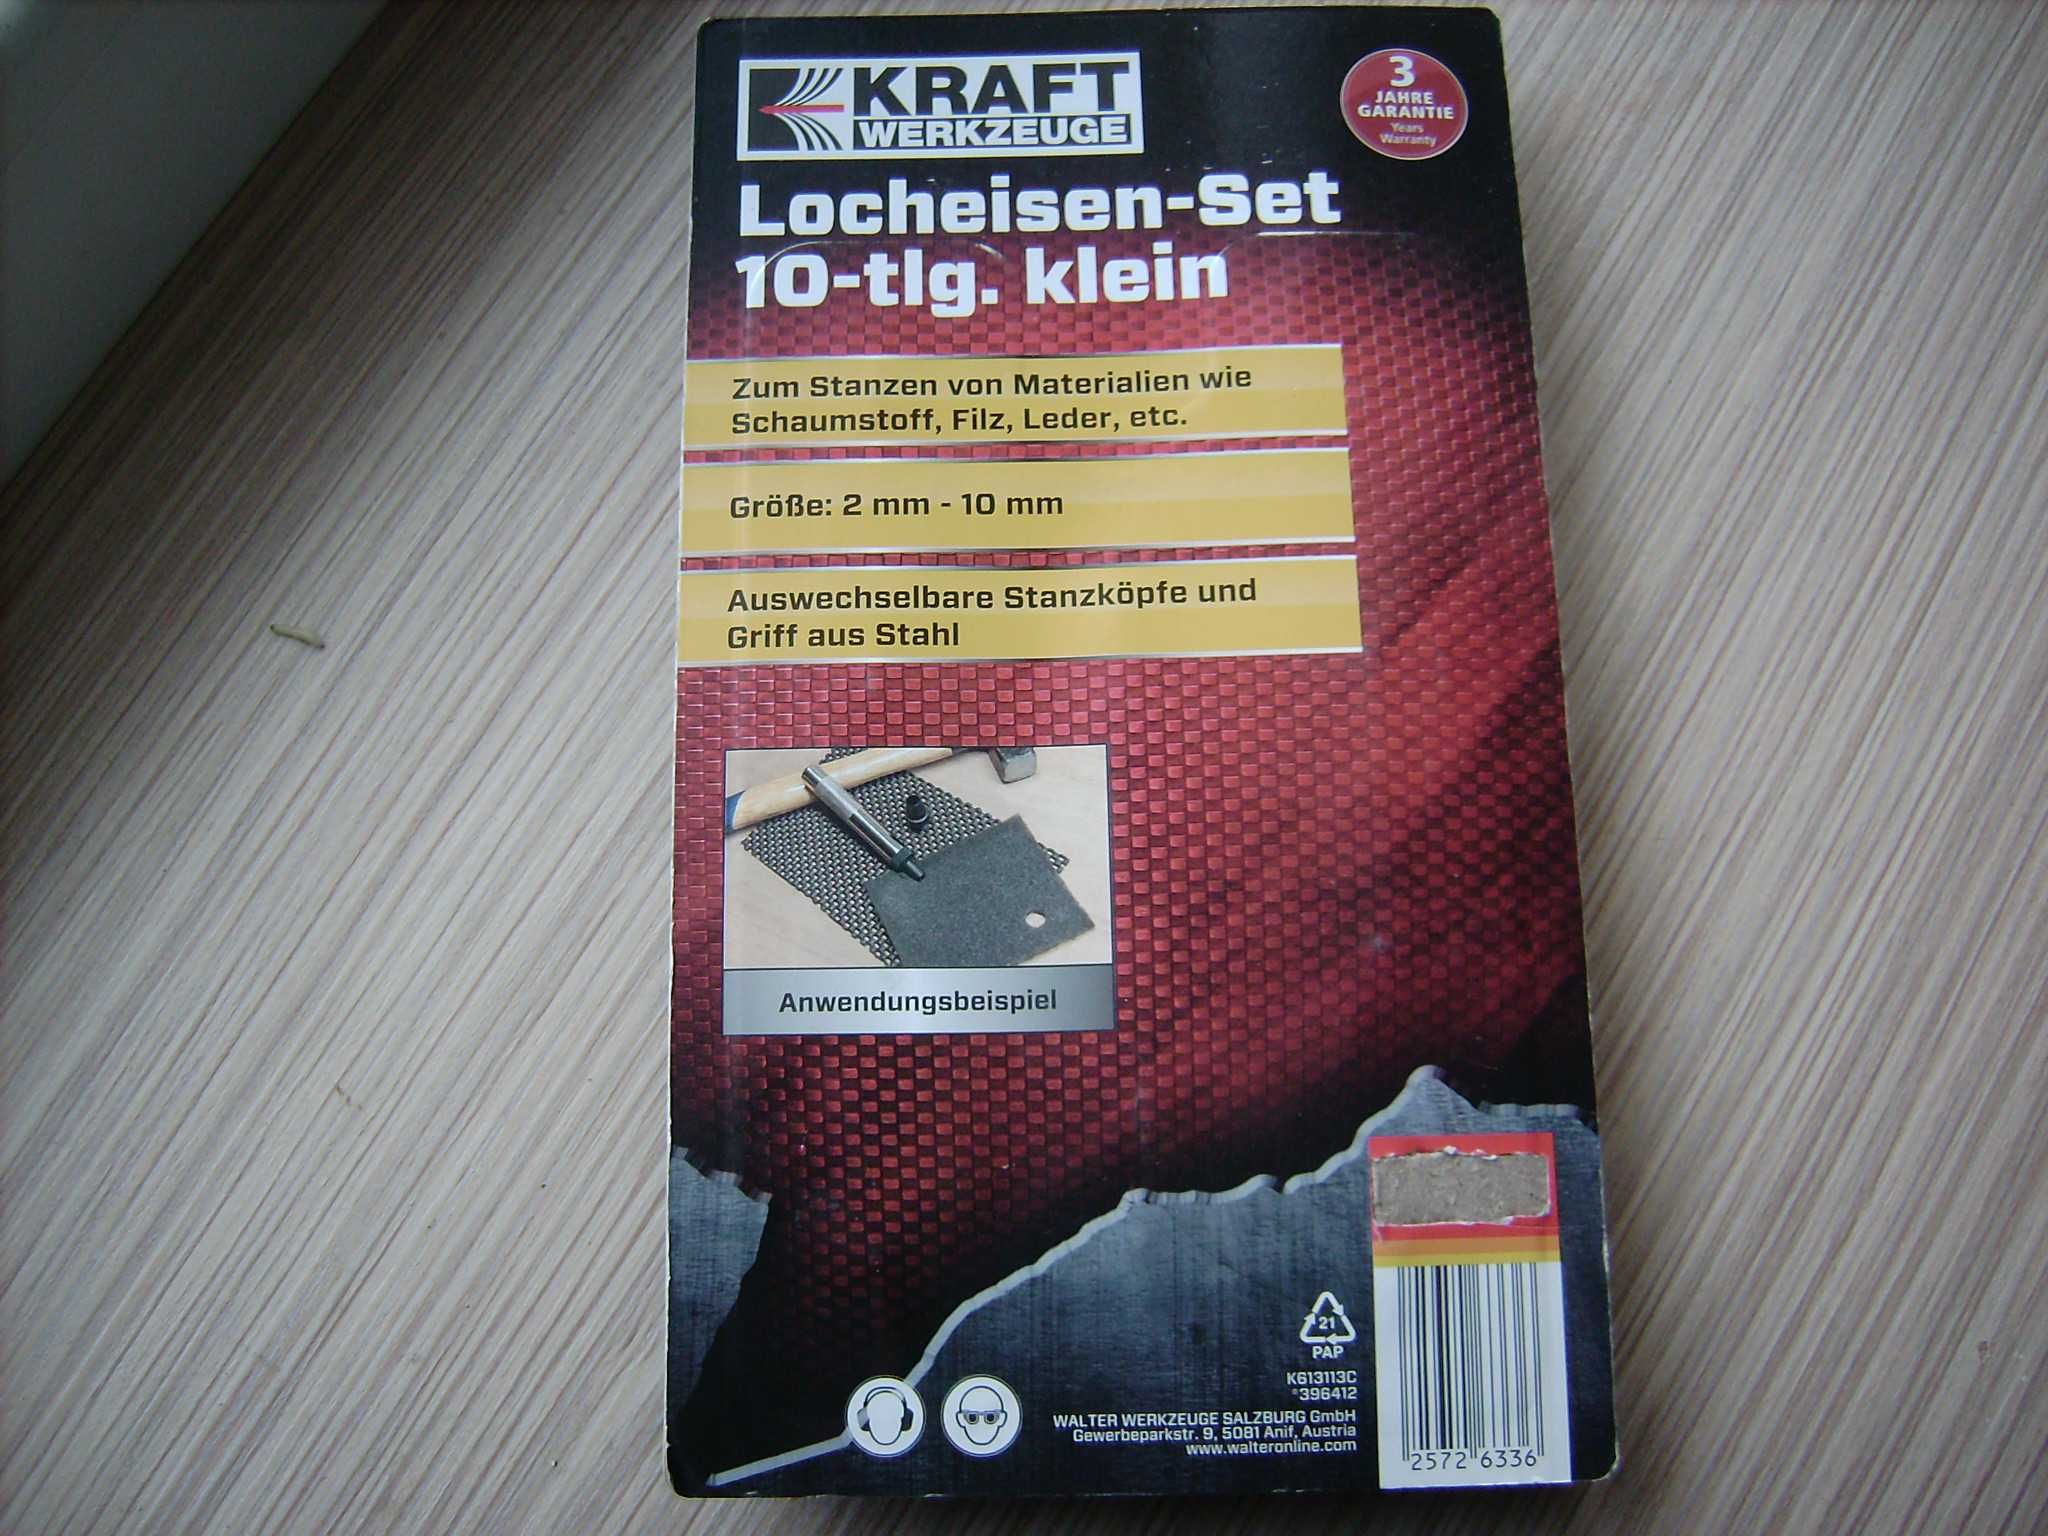 KRAFT
WERKZEUGE
3
JAHRE
GARANTIE
Years
Warranty
Locheisen-Set
10-tlg. klein
Zum Stanzen von Materialien wie
Schaumstoff, Filz, Leder, etc.
Größe: 2 mm - 10 mm
Auswechselbare Stanzköpfe und
Griff aus Stahl
Anwendungsbeispiel
21
PAP
K613113C
*396412
WALTER WERKZEUGE SALZBURG GmbH
Gewerbeparkstr. 9, 5081 Anif, Austria
www.walteronline.com
2572 6336